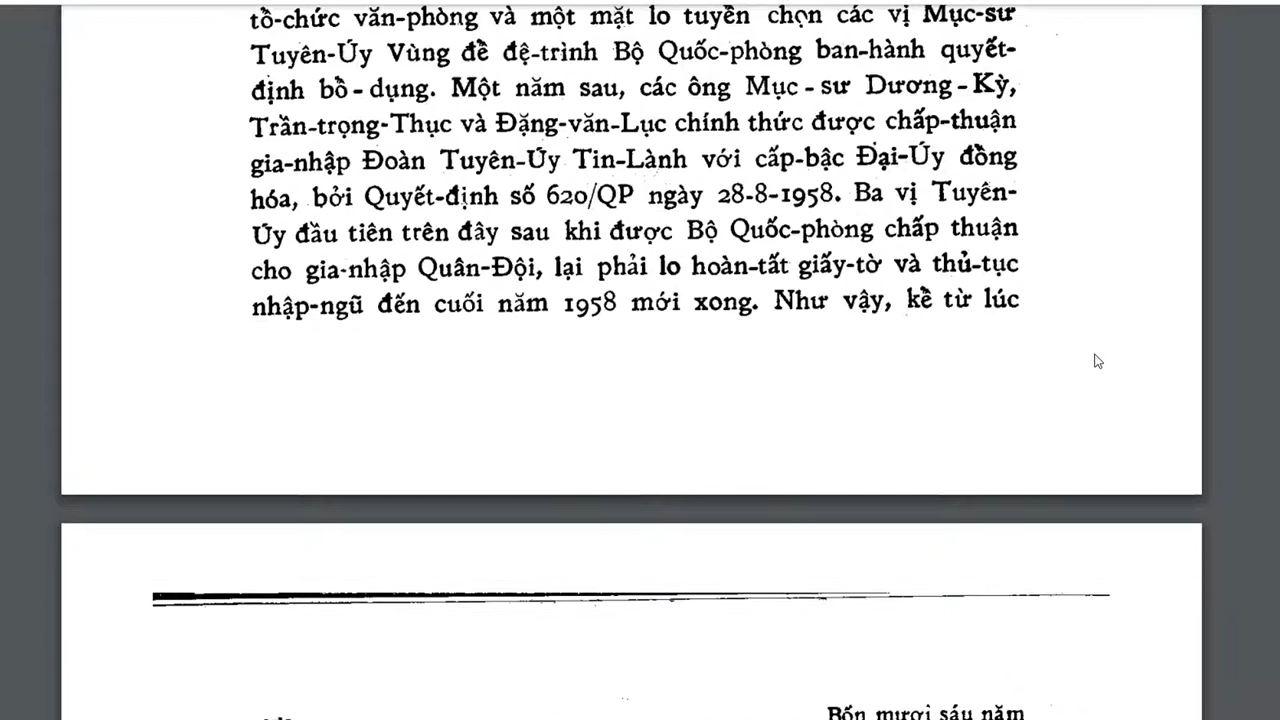 tổ-chức văn-phòng và một mặt lo tuyển chọn các vị Mục-sư
Tuyên-Úy Vùng để đệ-trình Bộ Quốc-phòng ban-hành quyết-
định bổ - dụng. Một năm sau, các ông Mục - sư Dương - Kỳ,
Trần-trọng-Thục và Đặng-văn-Lục chính thức được chấp-thuận
gia-nhập Đoàn Tuyên-Úy Tin-Lành với cấp-bậc Đại-Úy đồng
hóa, bởi Quyết-định số 620/QP ngày 28-8-1958. Ba vị Tuyên-
Úy đầu tiên trên đây sau khi được Bộ Quốc-phòng chấp thuận
cho gia-nhập Quân-Đội, lại phải lo hoàn-tất giấy-tờ và thủ-tục
nhập-ngũ đến cuối năm 1958 mới xong. Như vậy, kể từ lúc
Bốn mươi sáu năm